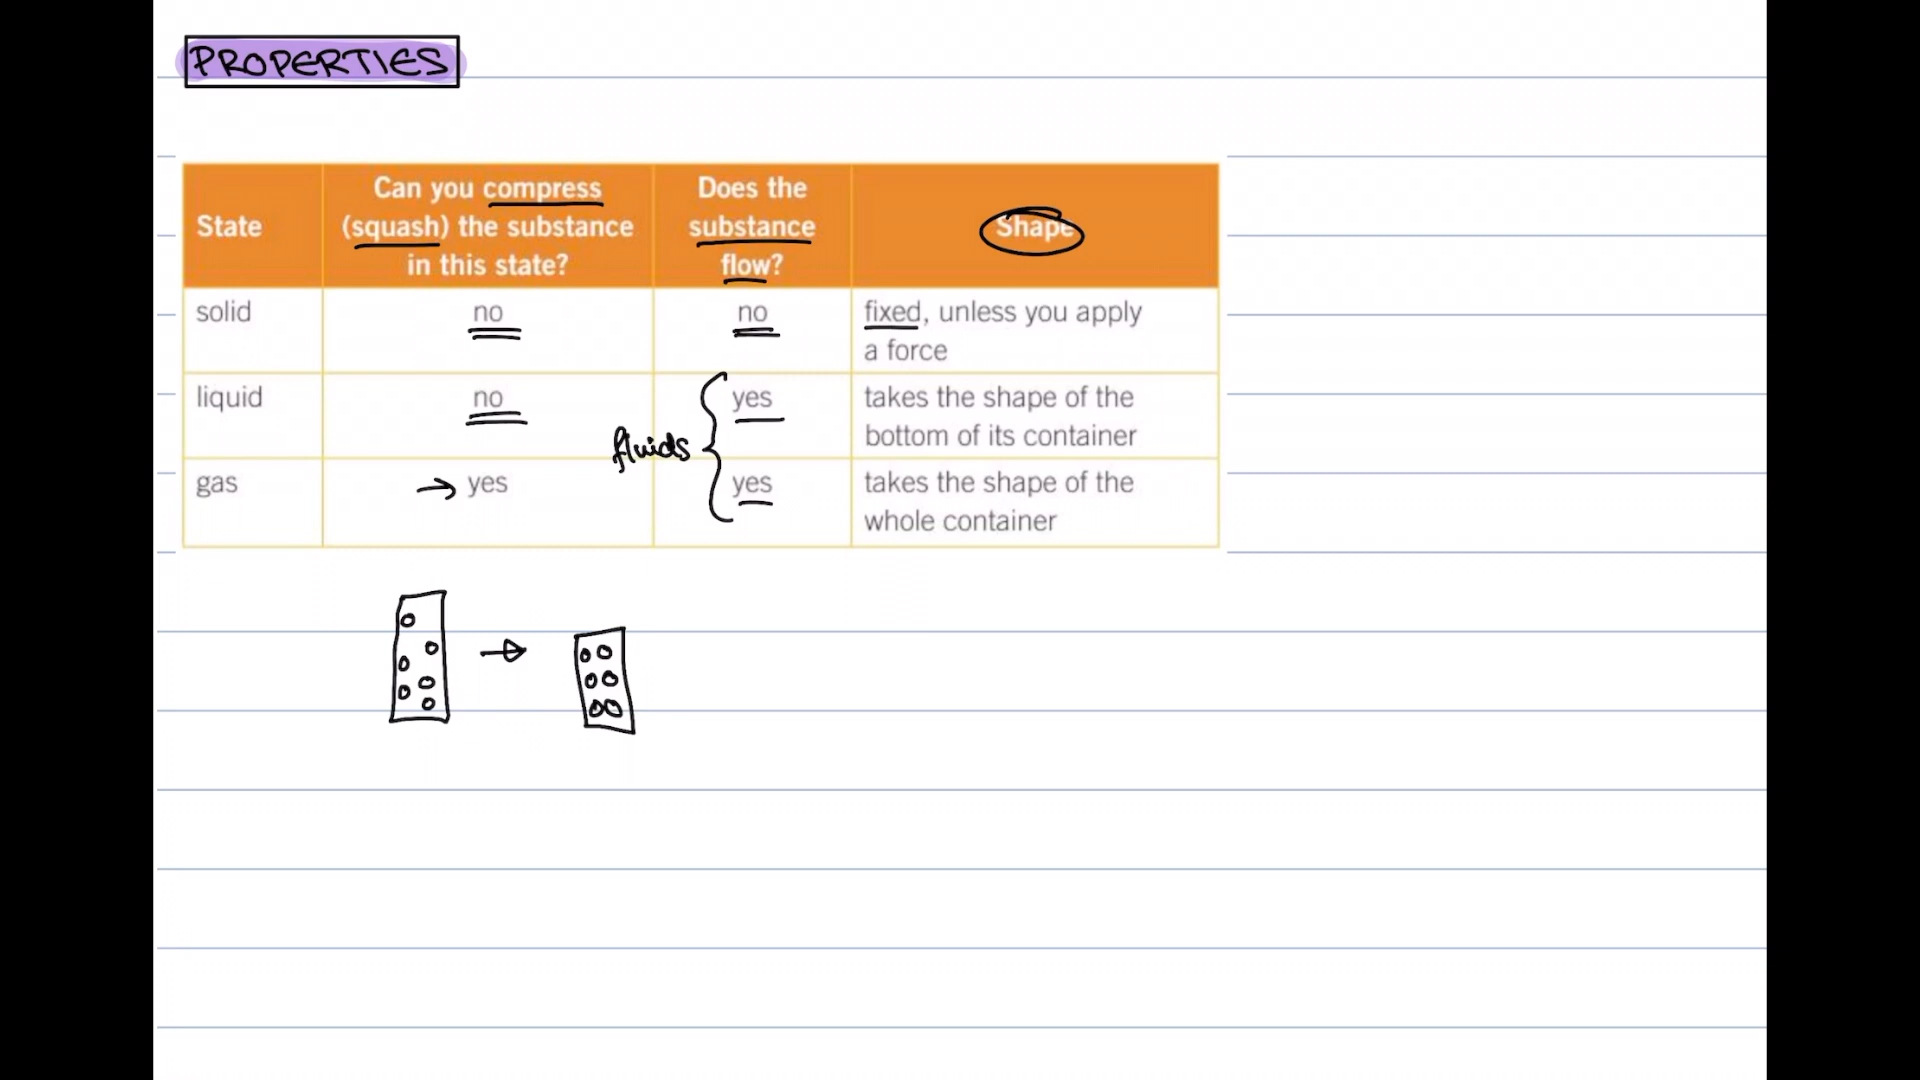 PROPERTIES
State
Can you compress
(squash) the substance
in this state?
Does the
substance
flow?
Shape
solid
no
no
fixed, unless you apply
a force
liquid
no
yes
takes the shape of the
bottom of its container
fluids
gas
→ yes
yes
takes the shape of the
whole container